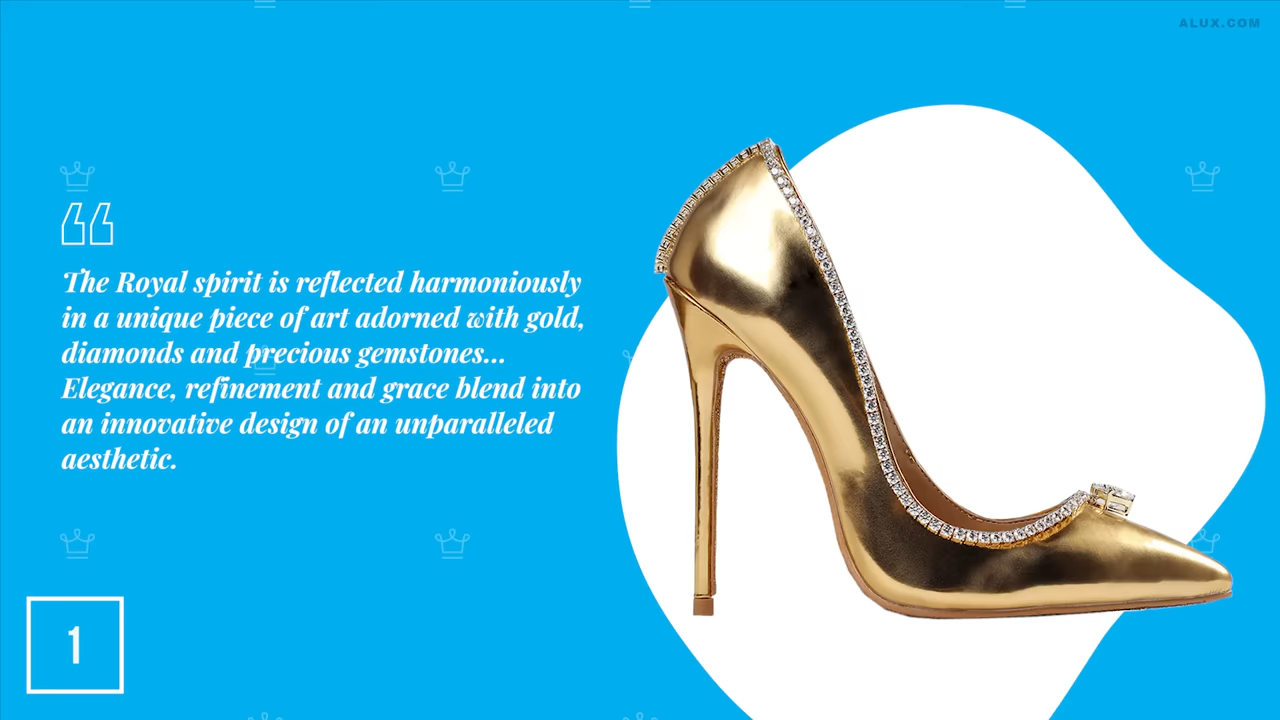 ALUX.COM
The Royal spirit is reflected harmoniously
in a unique piece of art adorned with gold,
diamonds and precious gemstones...
Elegance, refinement and grace blend into
an innovative design of an unparalleled
aesthetic.
1